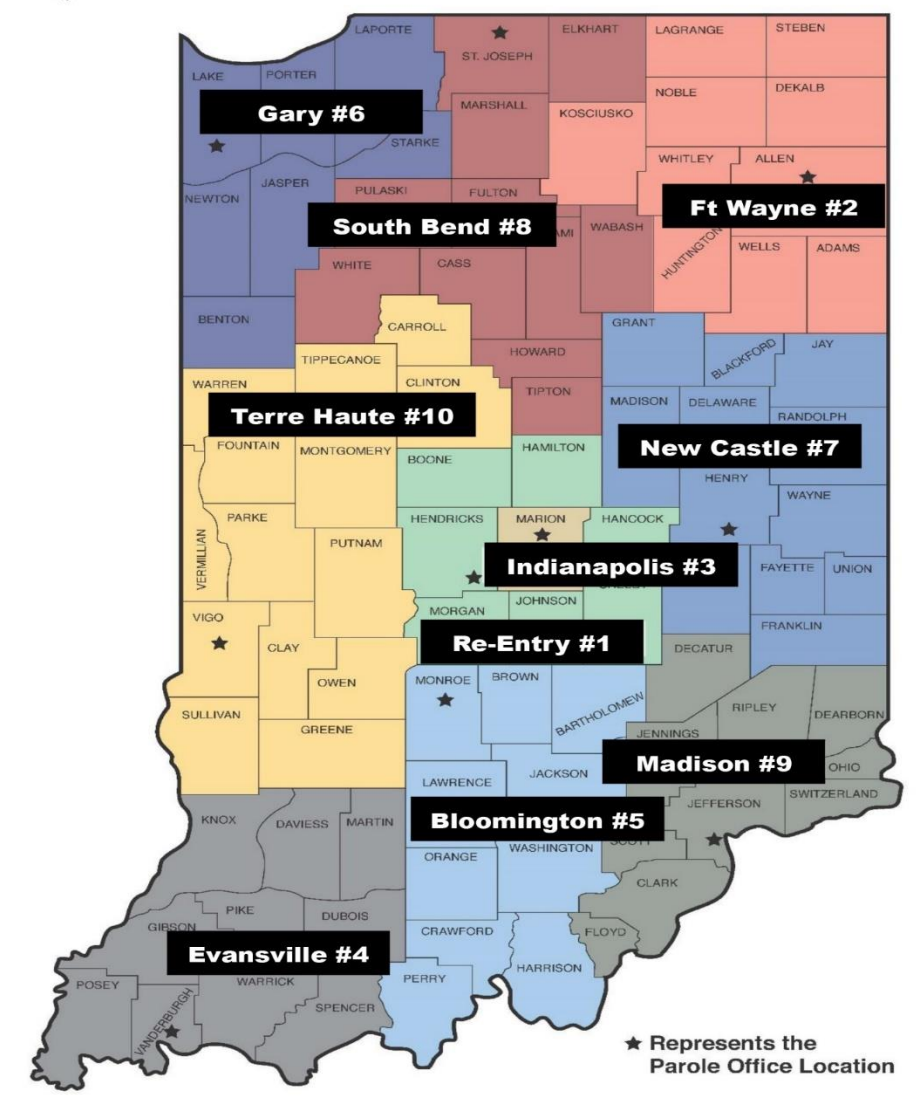 LAPORTE
ELKHART
LAGRANGE
STEBEN
ST. JOSEPH
LAKE
PORTER
NOBLE
DEKALB
MARSHALL
KOSCIUSKO
Gary #6
STARKE
WHITLEY
ALLEN
JASPER
NEWTON
PULASKI
FULTON
Ft Wayne #2
South Bend #8
AMI
WABASH
HUNTINGTON
WELLS
ADAMS
WHITE
CASS
BENTON
CARROLL
GRANT
BLACKFORD
JAY
TIPPECANOE
HOWARD
WARREN
CLINTON
TIPTON
MADISON
DELAWARE
RANDOLPH
Terre Haute #10
FOUNTAIN
MONTGOMERY
BOONE
HAMILTON
New Castle #7
HENRY
WAYNE
PARKE
HENDRICKS
MARION
HANCOCK
VERMILLIAN
PUTNAM
Indianapolis #3
FAYETTE
UNION
MORGAN
JOHNSON
VIGO
CLAY
Re-Entry #1
FRANKLIN
DECATUR
OWEN
MONROE
BROWN
BARTHOLOMEW
RIPLEY
DEARBORN
SULLIVAN
GREENE
JENNINGS
Madison #9
OHIO
LAWRENCE
JACKSON
SWITZERLAND
JEFFERSON
KNOX
DAVIESS
MARTIN
Bloomington #5
SCOTT
WASHINGTON
ORANGE
CLARK
PIKE
DUBOIS
GIBSON
CRAWFORD
FLOYD
Evansville #4
HARRISON
POSEY
WARRICK
PERRY
VANDERBURGH
SPENCER
★ Represents the
Parole Office Location